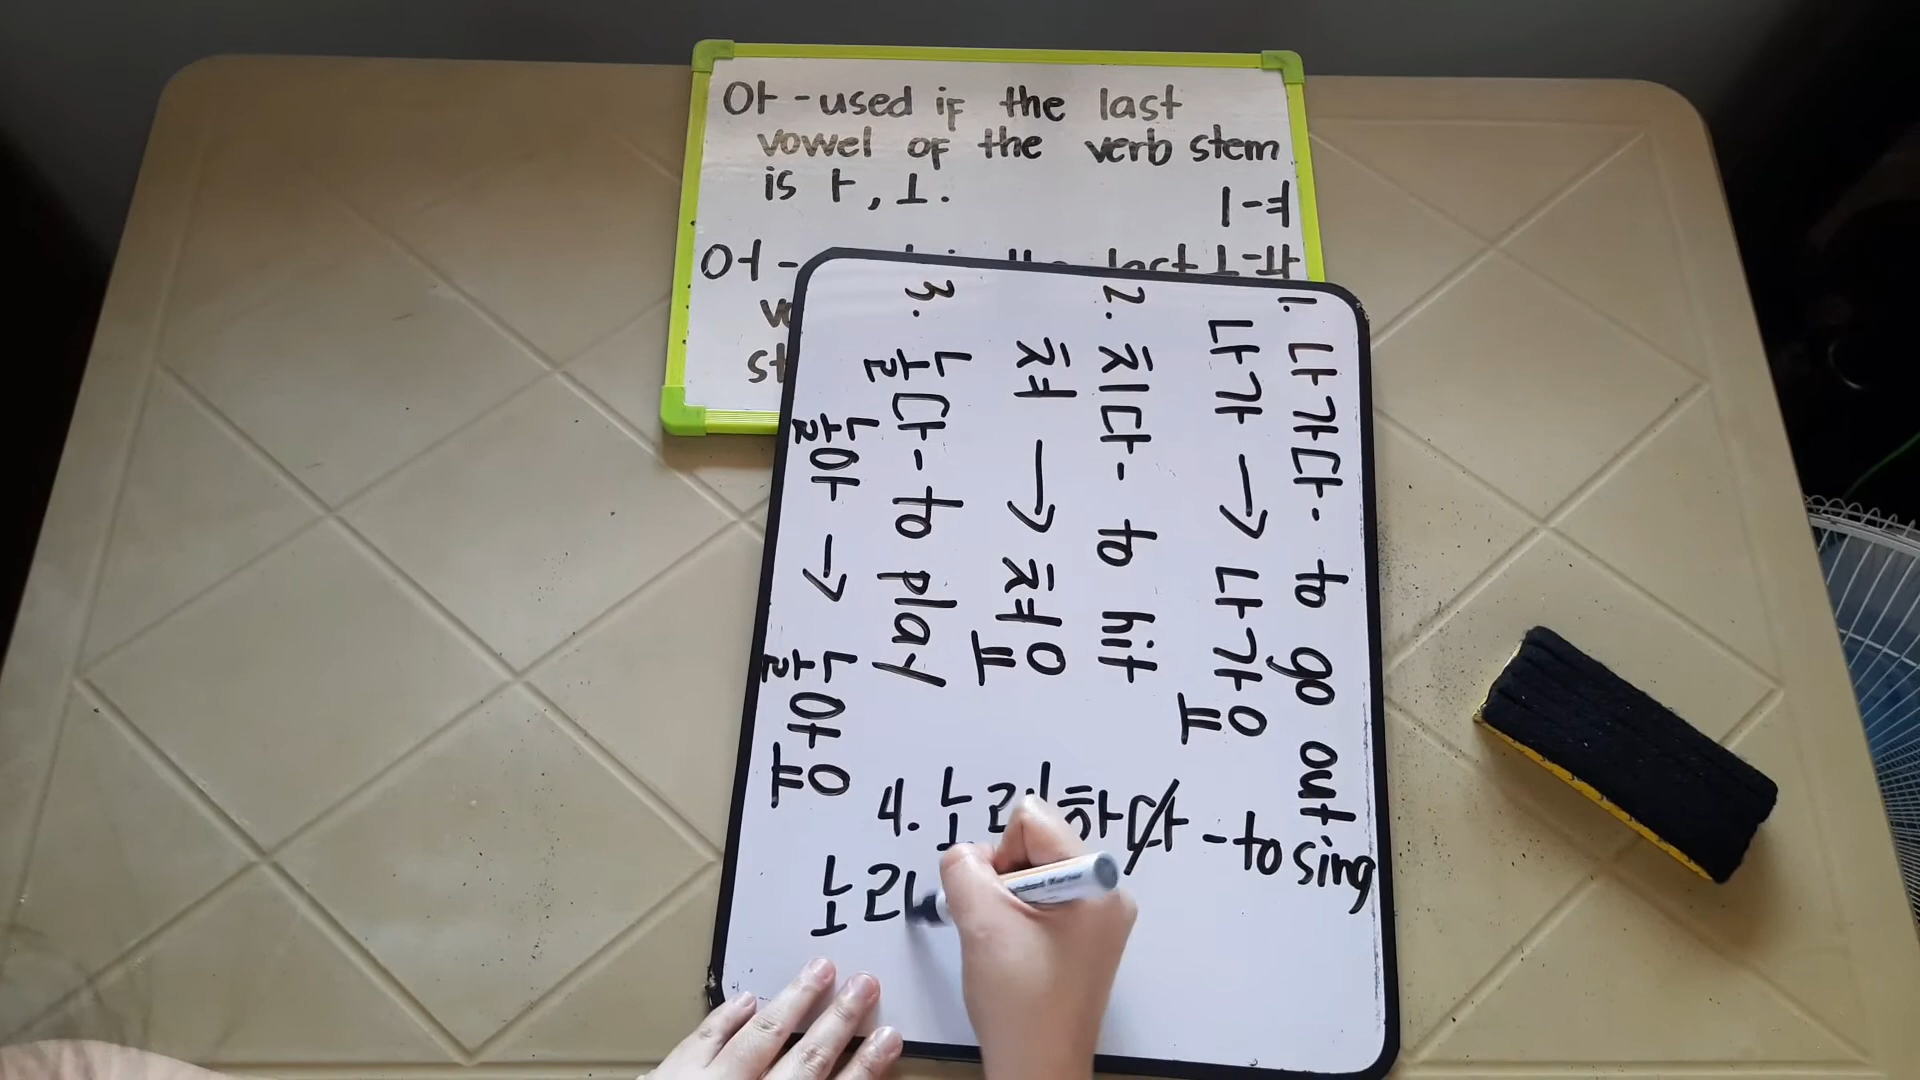 아 - used if the last
vowel of the verb stem
is ㅏ, ㅗ.
ㅕ - ㅣ
어 -
1. 나가다 - to go out
나가 → 나가요
2. 치다 - to hit
쳐 → 쳐요
3. 놀다 - to play
놀아 → 놀아요
4. 노래하다 - to sing
노래